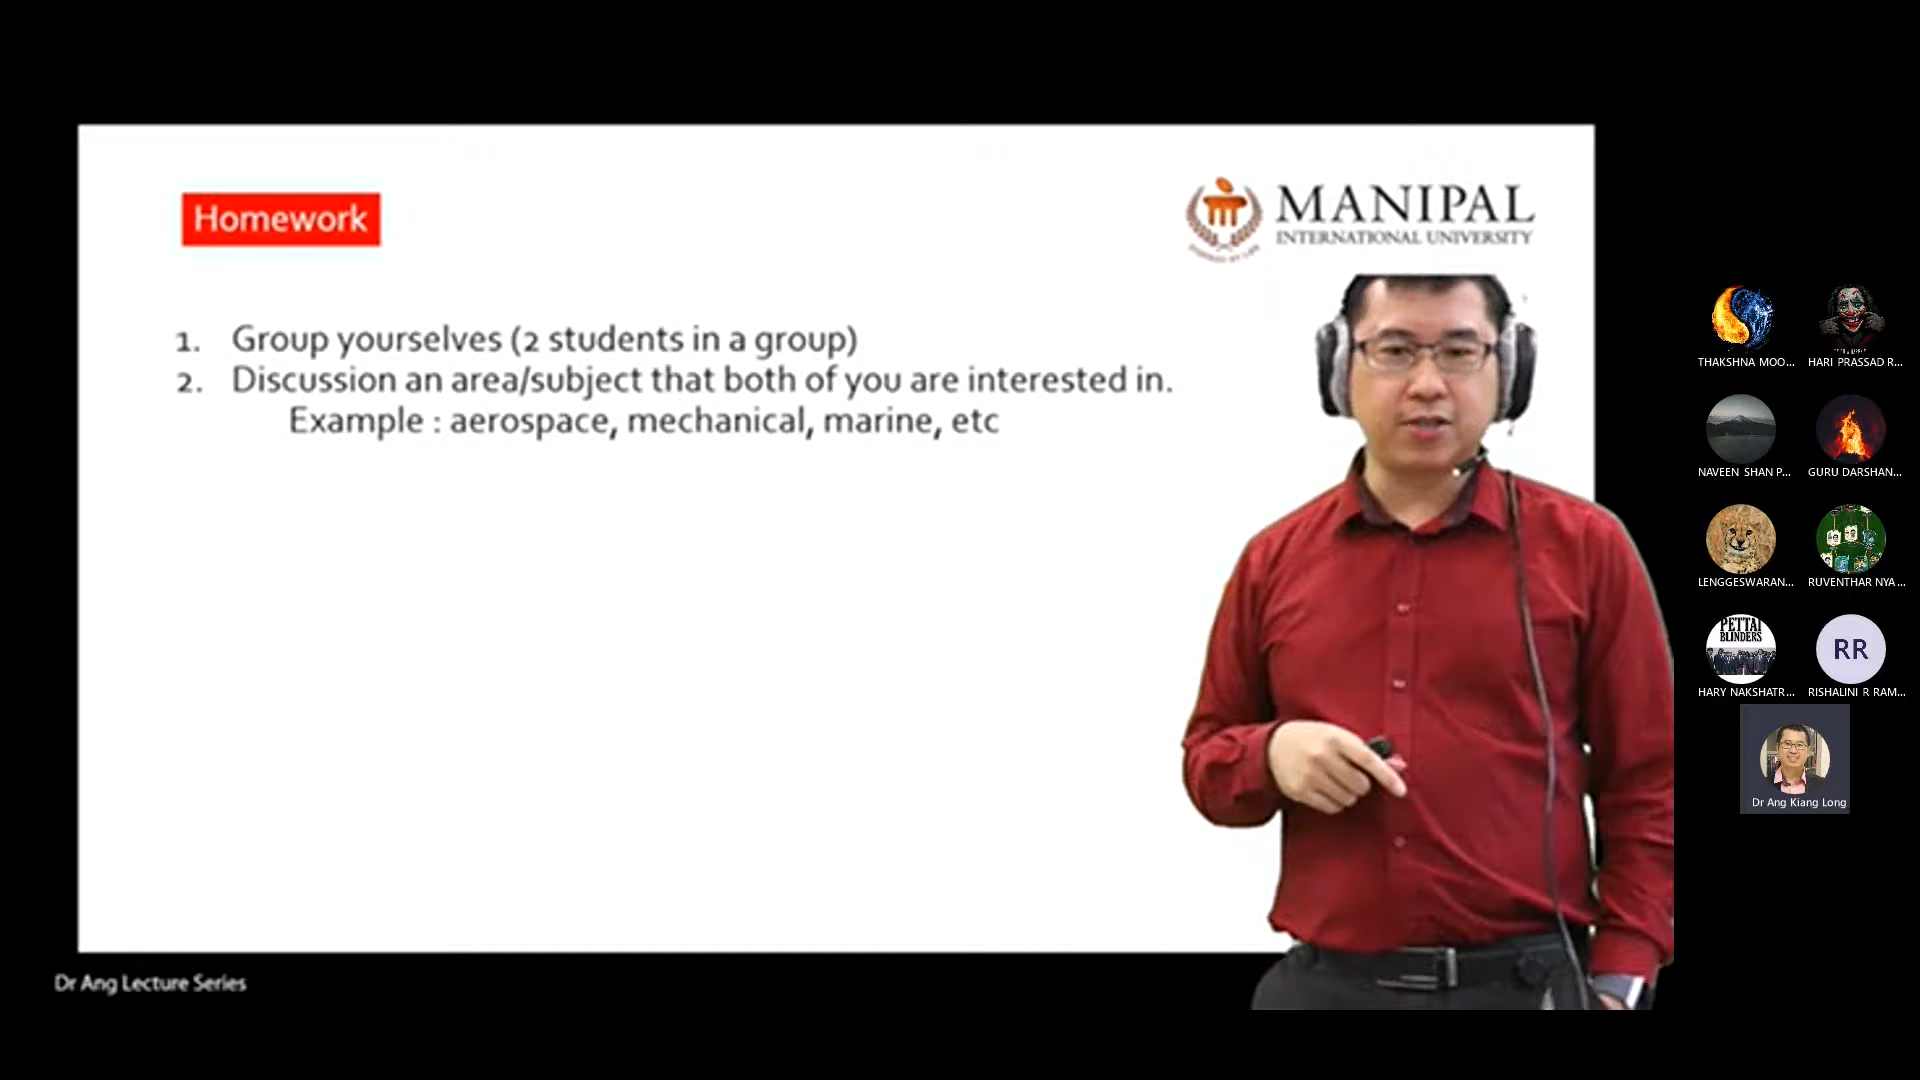 Homework
MANIPAL
INTERNATIONAL UNIVERSITY
1. Group yourselves (2 students in a group)
2. Discussion an area/subject that both of you are interested in.
Example : aerospace, mechanical, marine, etc
Dr Ang Lecture Series
THAKSHNA MOO...
HARI PRASSAD R...
NAVEEN SHAN P...
GURU DARSHAN...
LENGGESWARAN...
RUVENTHAR NYA...
PETTAI
BLINDERS
RR
HARY NAKSHATR...
RISHALINI R RAM...
Dr Ang Kiang Long